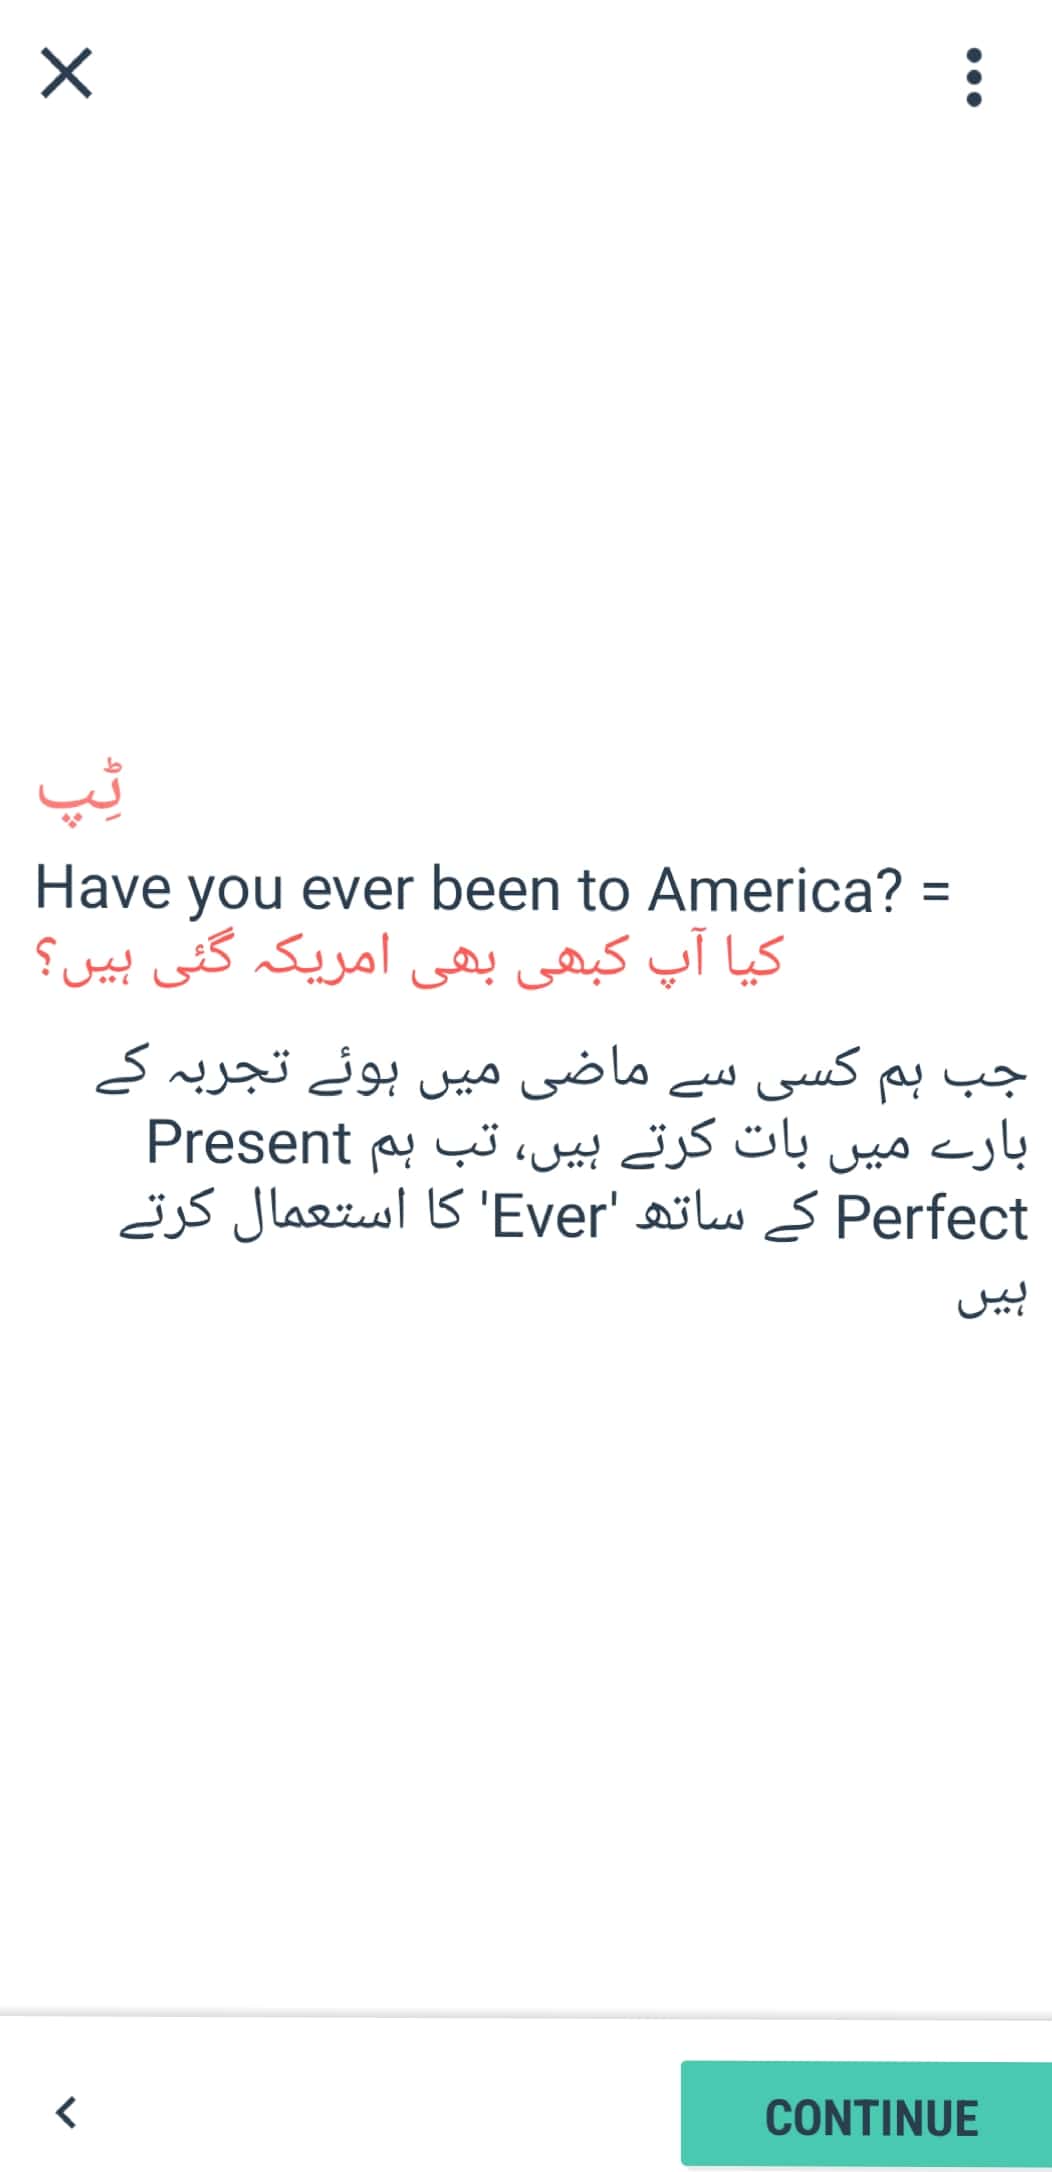 ٹِپ
Have you ever been to America? =
کیا آپ کبھی بھی امریکہ گئی ہیں؟
جب ہم کسی سے ماضی میں ہوئے تجربہ کے
بارے میں بات کرتے ہیں، تب ہم Present
Perfect کے ساتھ 'Ever' کا استعمال کرتے
ہیں
CONTINUE